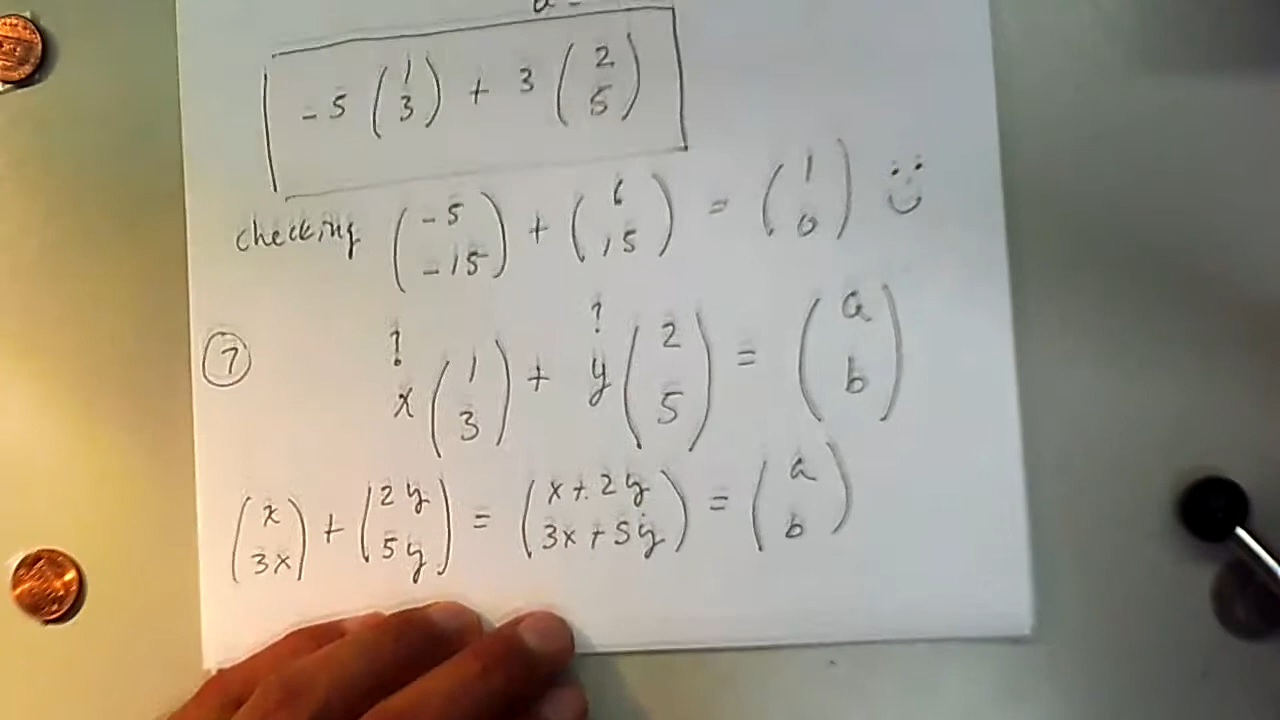 -5 (1 3) + 3 (2 5)
checking (-5 -15) + (6 15) = (1 0)
7 ? x (1 3) + ? y (2 5) = (a b)
(x 3x) + (2y 5y) = (x + 2y 3x + 5y) = (a b)